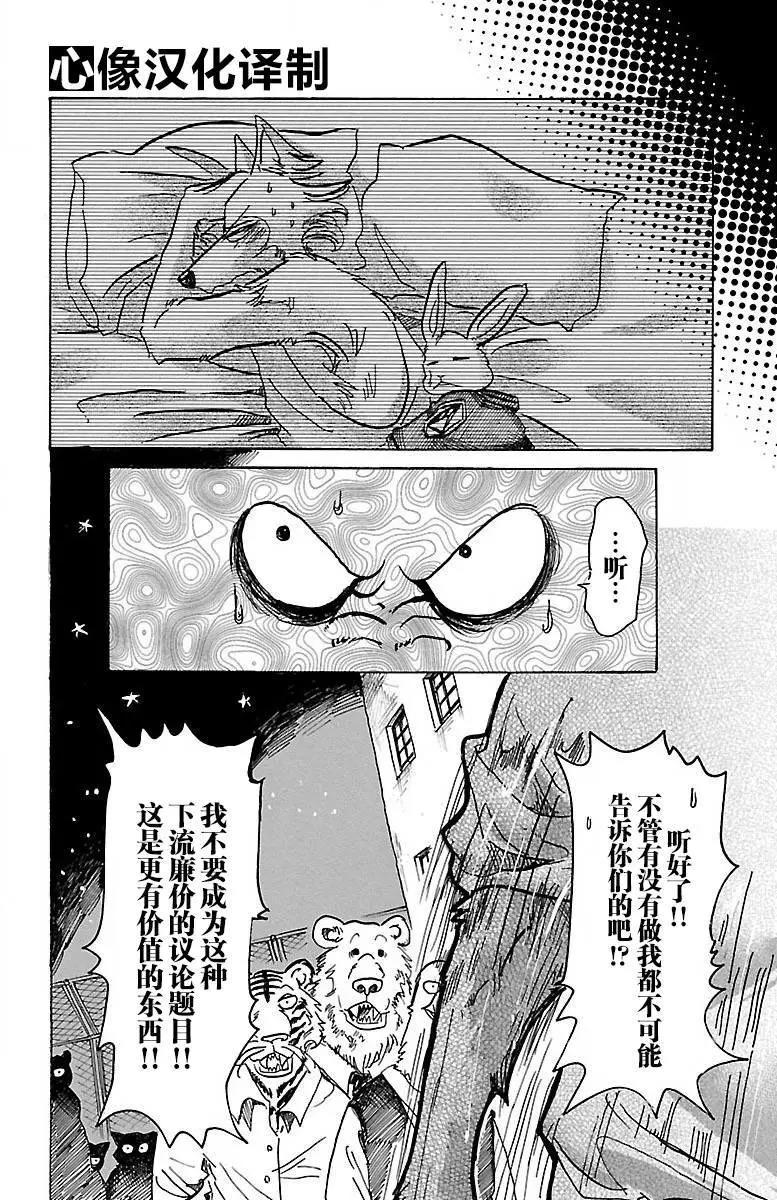 心像汉化译制
…听…
听好了!!
不管有没有做我都不可能
告诉你们的吧!?
我不要成为这种
下流廉价的议论题目!!
这是更有价值的东西!!